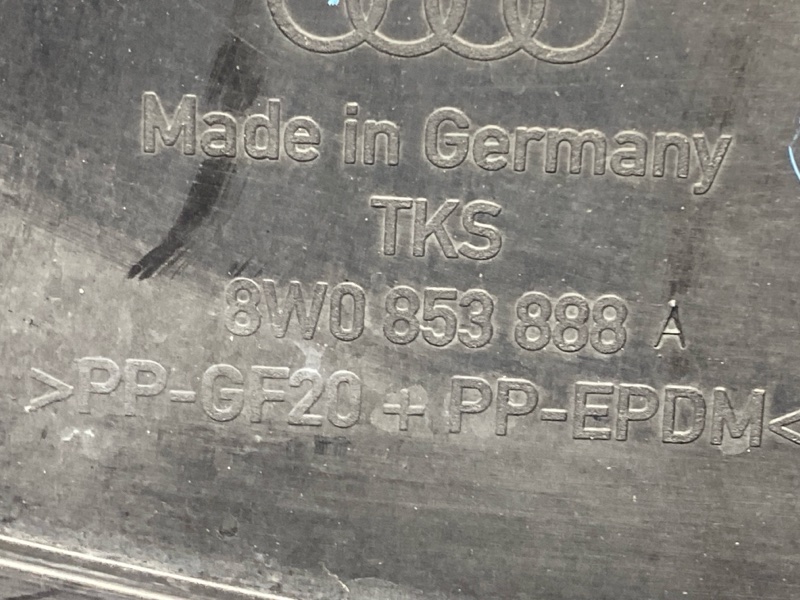 Made in Germany
TKS
8W0 853 888 A
>PP-GF20 + PP-EPDM<